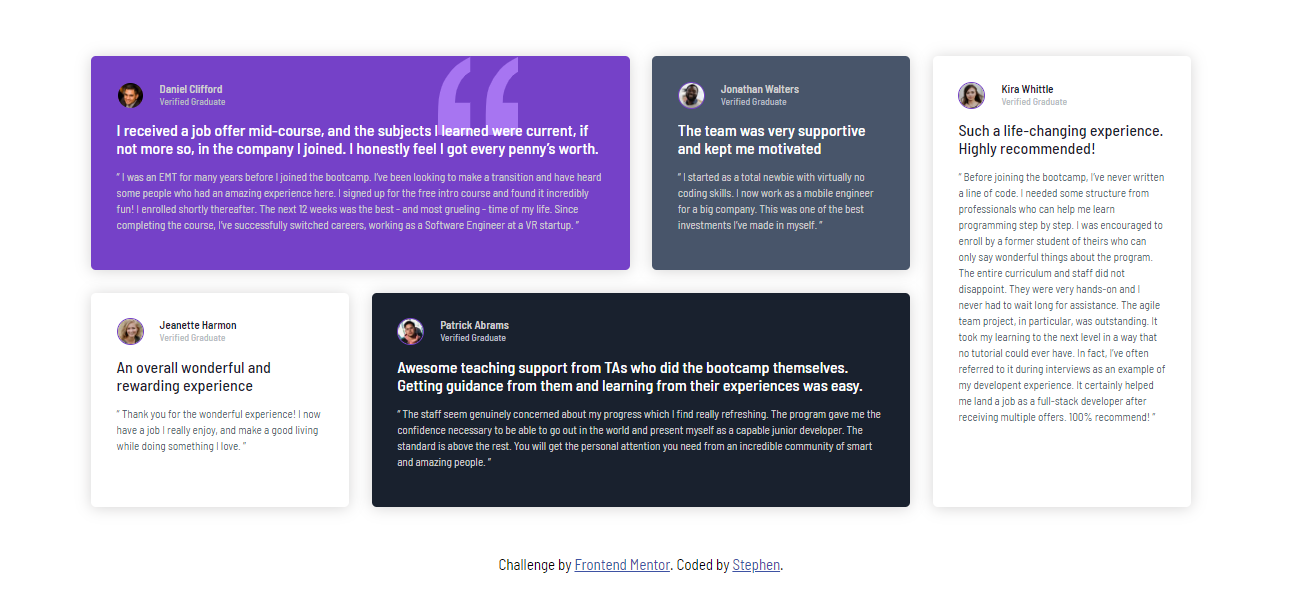 Daniel Clifford
Verified Graduate
I received a job offer mid-course, and the subjects I learned were current, if
not more so, in the company I joined. I honestly feel I got every penny’s worth.
“ I was an EMT for many years before I joined the bootcamp. I’ve been looking to make a transition and have heard
some people who had an amazing experience here. I signed up for the free intro course and found it incredibly
fun! I enrolled shortly thereafter. The next 12 weeks was the best - and most grueling - time of my life. Since
completing the course, I’ve successfully switched careers, working as a Software Engineer at a VR startup. ”
Jonathan Walters
Verified Graduate
The team was very supportive
and kept me motivated
“ I started as a total newbie with virtually no
coding skills. I now work as a mobile engineer
for a big company. This was one of the best
investments I’ve made in myself. ”
Kira Whittle
Verified Graduate
Such a life-changing experience.
Highly recommended!
“ Before joining the bootcamp, I’ve never written
a line of code. I needed some structure from
professionals who can help me learn
programming step by step. I was encouraged to
enroll by a former student of theirs who can
only say wonderful things about the program.
The entire curriculum and staff did not
disappoint. They were very hands-on and I
never had to wait long for assistance. The agile
team project, in particular, was outstanding. It
took my learning to the next level in a way that
no tutorial could ever have. In fact, I’ve often
referred to it during interviews as an example of
my developent experience. It certainly helped
me land a job as a full-stack developer after
receiving multiple offers. 100% recommend! ”
Jeanette Harmon
Verified Graduate
An overall wonderful and
rewarding experience
“ Thank you for the wonderful experience! I now
have a job I really enjoy, and make a good living
while doing something I love. ”
Patrick Abrams
Verified Graduate
Awesome teaching support from TAs who did the bootcamp themselves.
Getting guidance from them and learning from their experiences was easy.
“ The staff seem genuinely concerned about my progress which I find really refreshing. The program gave me the
confidence necessary to be able to go out in the world and present myself as a capable junior developer. The
standard is above the rest. You will get the personal attention you need from an incredible community of smart
and amazing people. ”
Challenge by Frontend Mentor. Coded by Stephen.